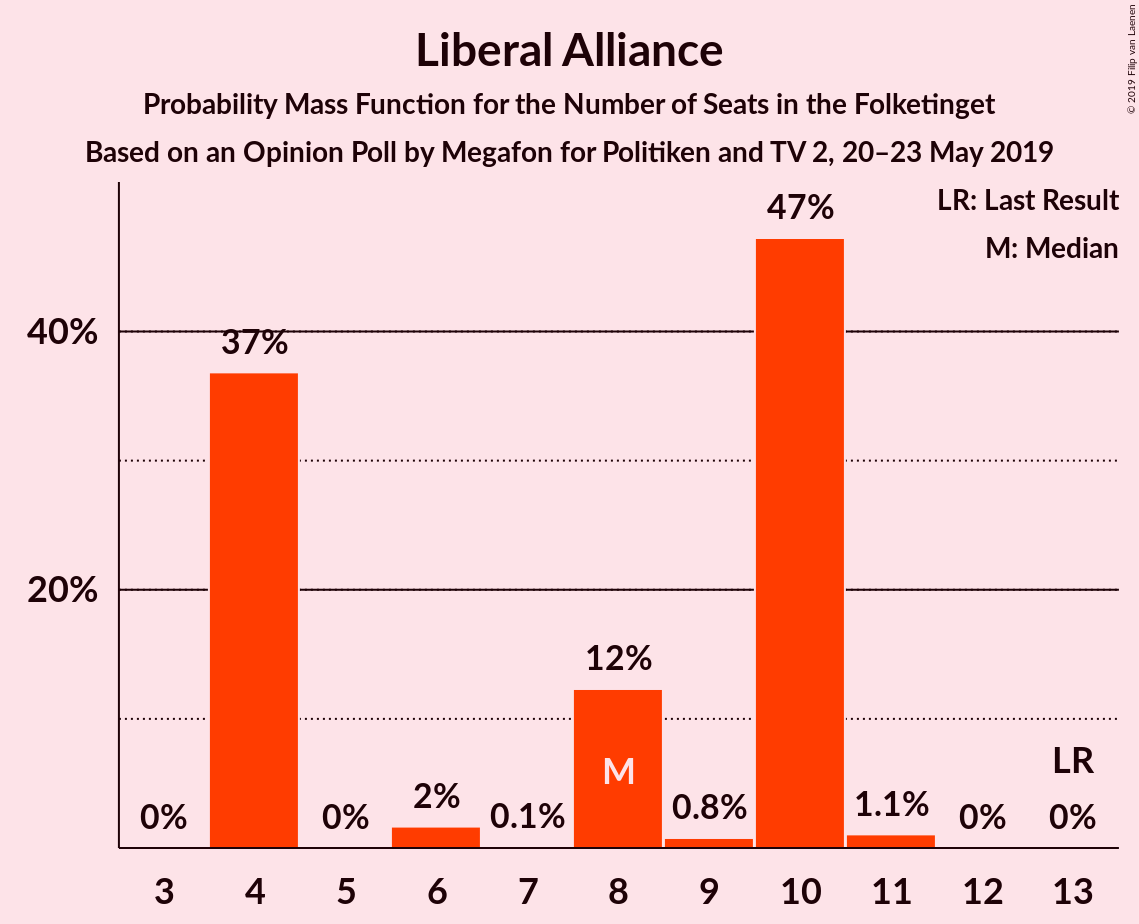 Liberal Alliance
Probability Mass Function for the Number of Seats in the Folketinget
Based on an Opinion Poll by Megafon for Politiken and TV 2, 20–23 May 2019
© 2019 Filip van Laenen
LR: Last Result
M: Median
40%
20%
0%
37%
0%
2%
0.1%
12%
M
0.8%
47%
1.1%
0%
LR
0%
3 4 5 6 7 8 9 10 11 12 13